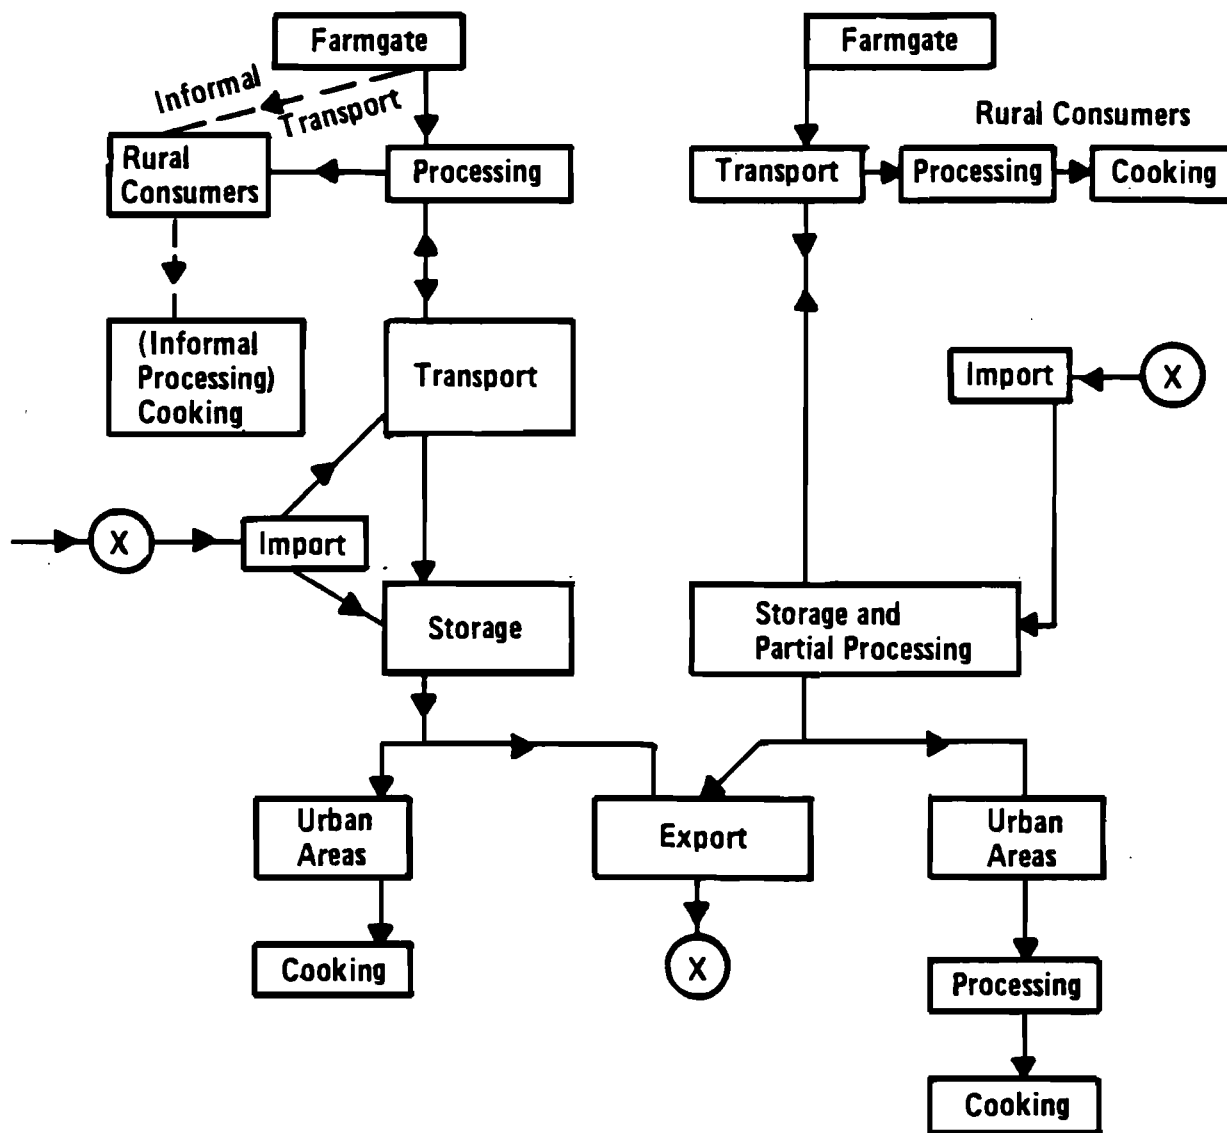 Farmgate
Farmgate
Informal
Transport
Rural Consumers
Rural
Consumers
Processing
Transport
Processing
Cooking
(Informal
Processing)
Cooking
Transport
Import
X
X
Import
Storage
Storage and
Partial Processing
Urban
Areas
Export
Urban
Areas
Cooking
X
Processing
Cooking